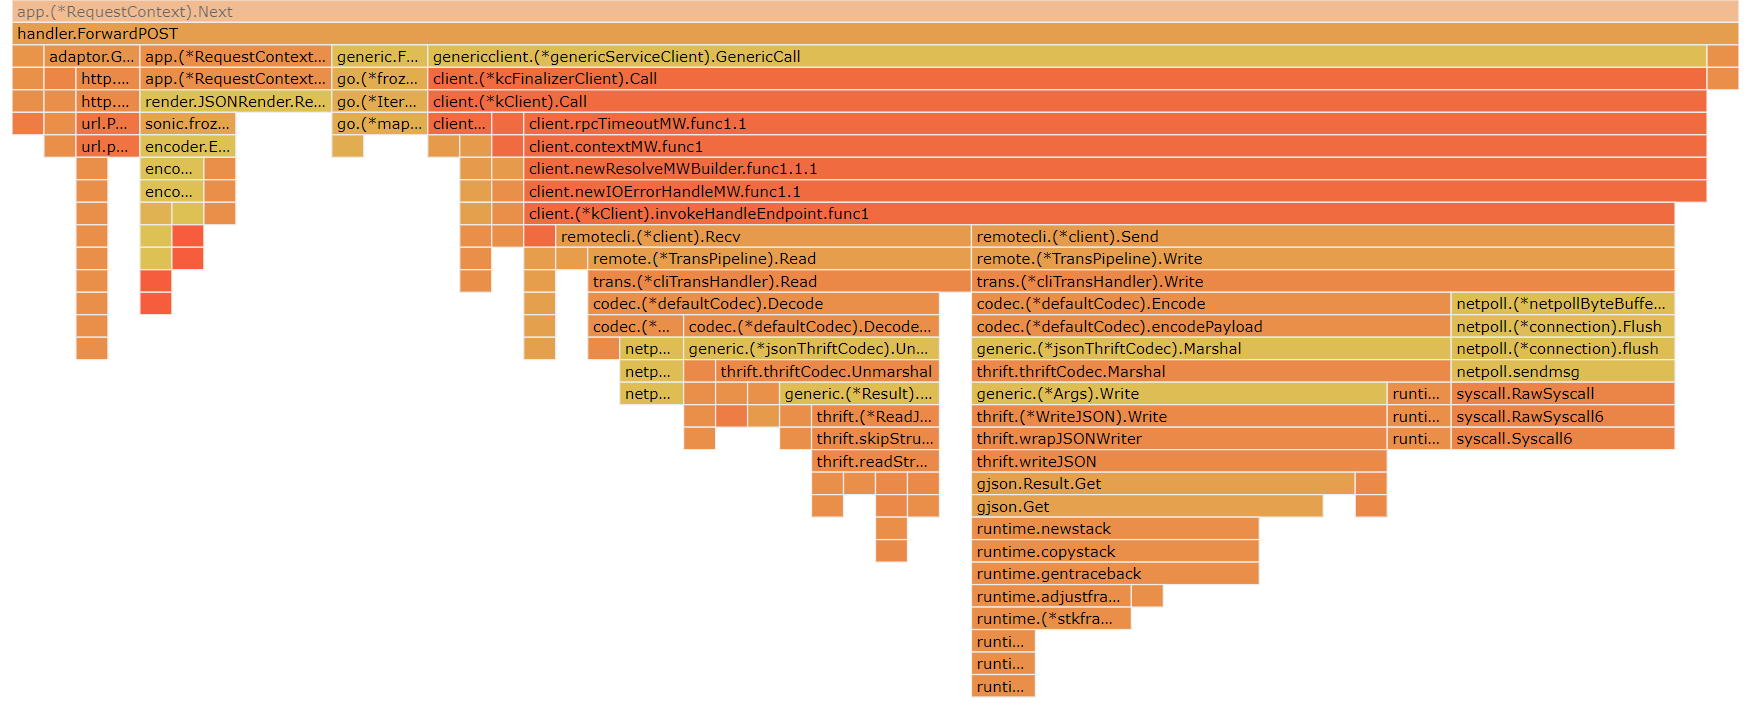 app.(*RequestContext).Next
handler.ForwardPOST
adaptor.G... app.(*RequestContext... generic.F... genericclient.(*genericServiceClient).GenericCall
http.... app.(*RequestContext... go.(*froz... client.(*kcFinalizerClient).Call
http.... render.JSONRender.Re... go.(*Iter... client.(*kClient).Call
url.P... sonic.froz... go.(*map... client... client.rpcTimeoutMW.func1.1
url.p... encoder.E... client.contextMW.func1
enco... client.newResolveMWBuilder.func1.1.1
enco... client.newIOErrorHandleMW.func1.1
client.(*kClient).invokeHandleEndpoint.func1
remotecli.(*client).Recv remotecli.(*client).Send
remote.(*TransPipeline).Read remote.(*TransPipeline).Write
trans.(*cliTransHandler).Read trans.(*cliTransHandler).Write
codec.(*defaultCodec).Decode codec.(*defaultCodec).Encode netpoll.(*netpollByteBuffe...
codec.(*... codec.(*defaultCodec).Decode... codec.(*defaultCodec).encodePayload netpoll.(*connection).Flush
netp... generic.(*jsonThriftCodec).Un... generic.(*jsonThriftCodec).Marshal netpoll.(*connection).flush
netp... thrift.thriftCodec.Unmarshal thrift.thriftCodec.Marshal netpoll.sendmsg
netp... generic.(*Result).... generic.(*Args).Write runti... syscall.RawSyscall
thrift.(*ReadJ... thrift.(*WriteJSON).Write runti... syscall.RawSyscall6
thrift.skipStru... thrift.wrapJSONWriter runti... syscall.Syscall6
thrift.readStr... thrift.writeJSON
gjson.Result.Get
gjson.Get
runtime.newstack
runtime.copystack
runtime.gentraceback
runtime.adjustfra...
runtime.(*stkfra...
runti...
runti...
runti...